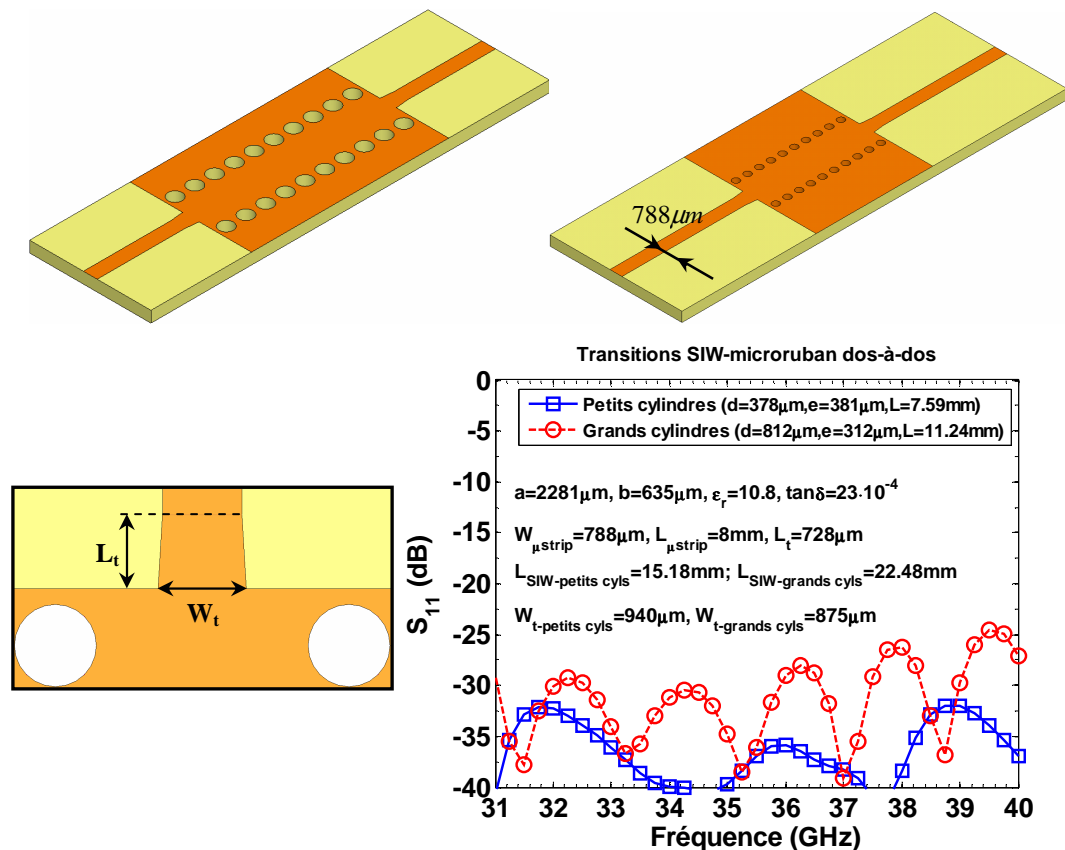 788μm
Transitions SIW-microruban dos-à-dos
Petits cylindres (d=378μm,e=381μm,L=7.59mm)
Grands cylindres (d=812μm,e=312μm,L=11.24mm)
a=2281μm, b=635μm, εr=10.8, tanδ=23·10-4
Wμstrip=788μm, Lμstrip=8mm, Lt=728μm
LSIW-petits cyls=15.18mm; LSIW-grands cyls=22.48mm
Wt-petits cyls=940μm, Wt-grands cyls=875μm
0
-5
-10
-15
-20
-25
-30
-35
-40
S11 (dB)
31 32 33 34 35 36 37 38 39 40
Fréquence (GHz)
Lt
Wt